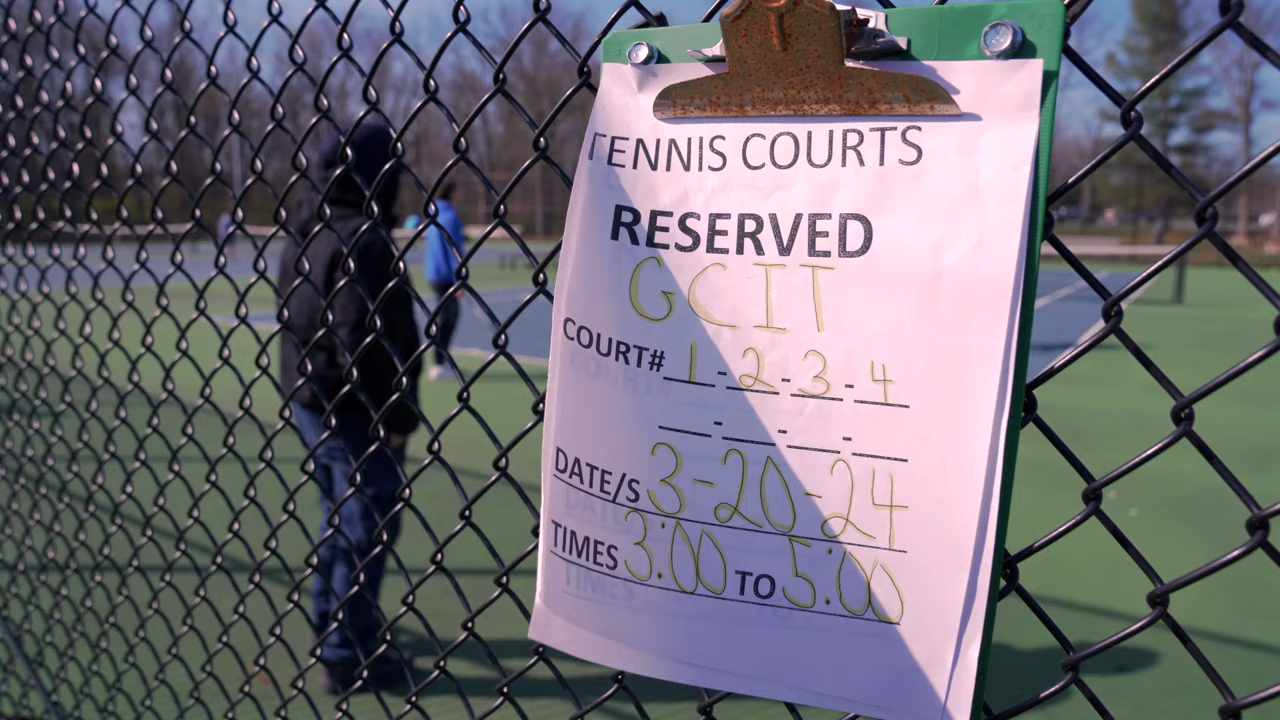 TENNIS COURTS
RESERVED
GCIT
COURT# 1 - 2 - 3 - 4
- - -
DATE/S 3-20-24
TIMES 3:00 TO 5:00